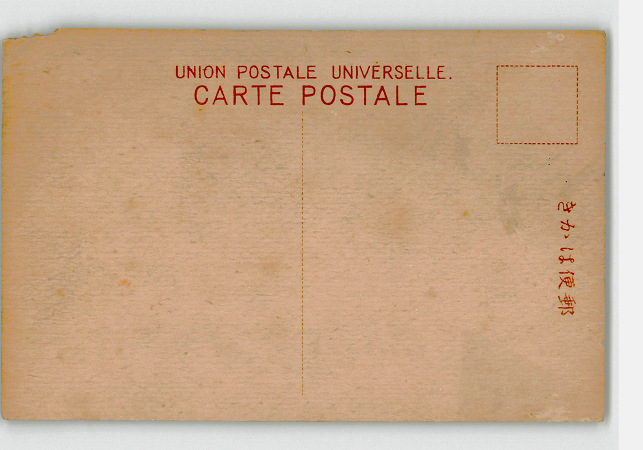 UNION POSTALE UNIVERSELLE.
CARTE POSTALE
郵便はかき